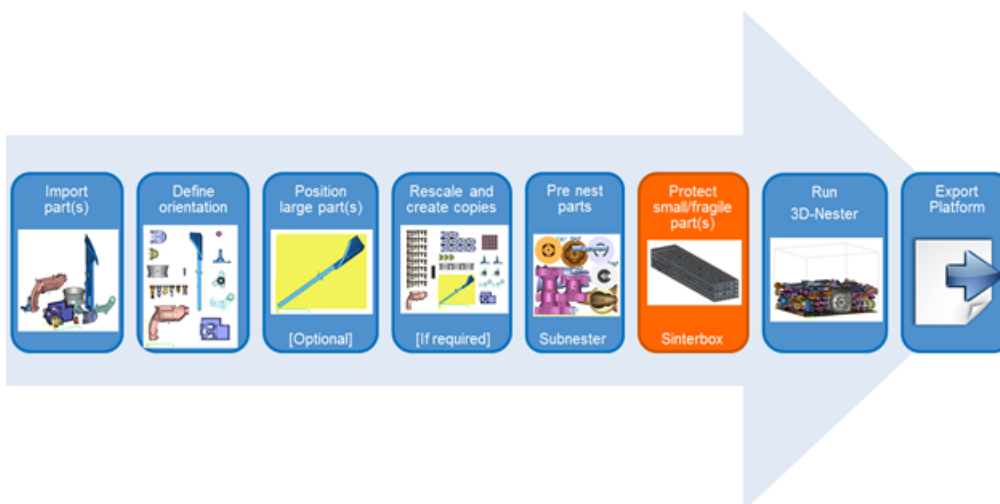 Import
part(s)
Define
orientation
Position
large part(s)
[Optional]
Rescale and
create copies
[If required]
Pre nest
parts
Subnester
Protect
small/fragile
part(s)
Sinterbox
Run
3D-Nester
Export
Platform